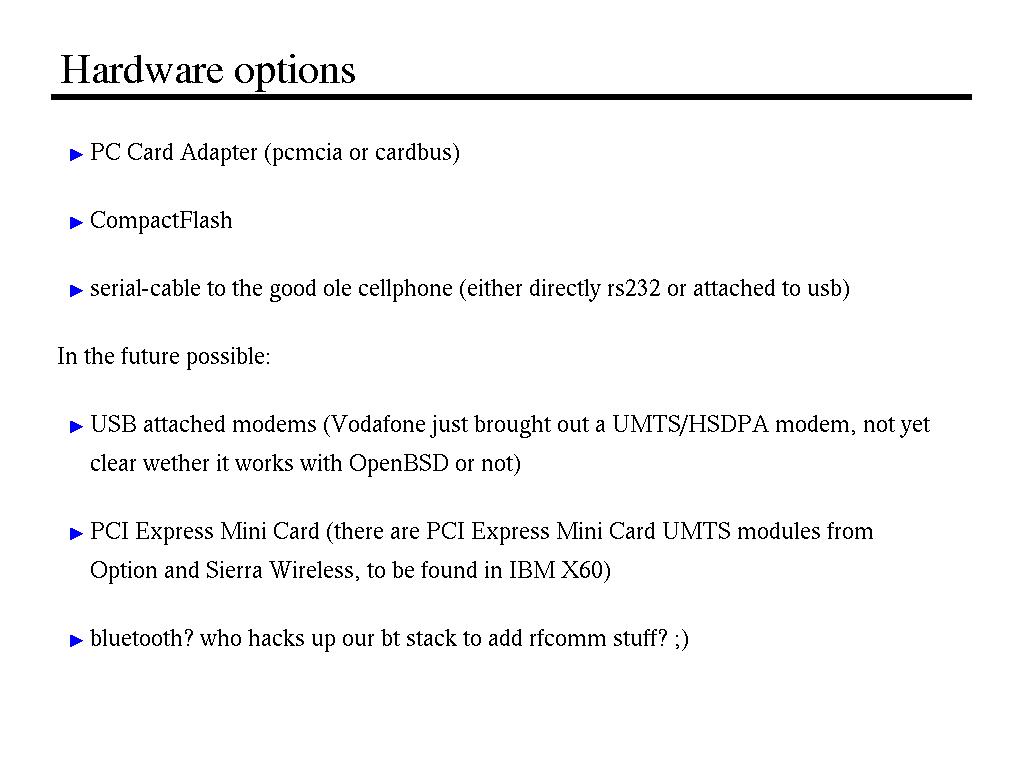 Hardware options
PC Card Adapter (pcmcia or cardbus)
CompactFlash
serial-cable to the good ole cellphone (either directly rs232 or attached to usb)
In the future possible:
USB attached modems (Vodafone just brought out a UMTS/HSDPA modem, not yet
clear wether it works with OpenBSD or not)
PCI Express Mini Card (there are PCI Express Mini Card UMTS modules from
Option and Sierra Wireless, to be found in IBM X60)
bluetooth? who hacks up our bt stack to add rfcomm stuff? ;)